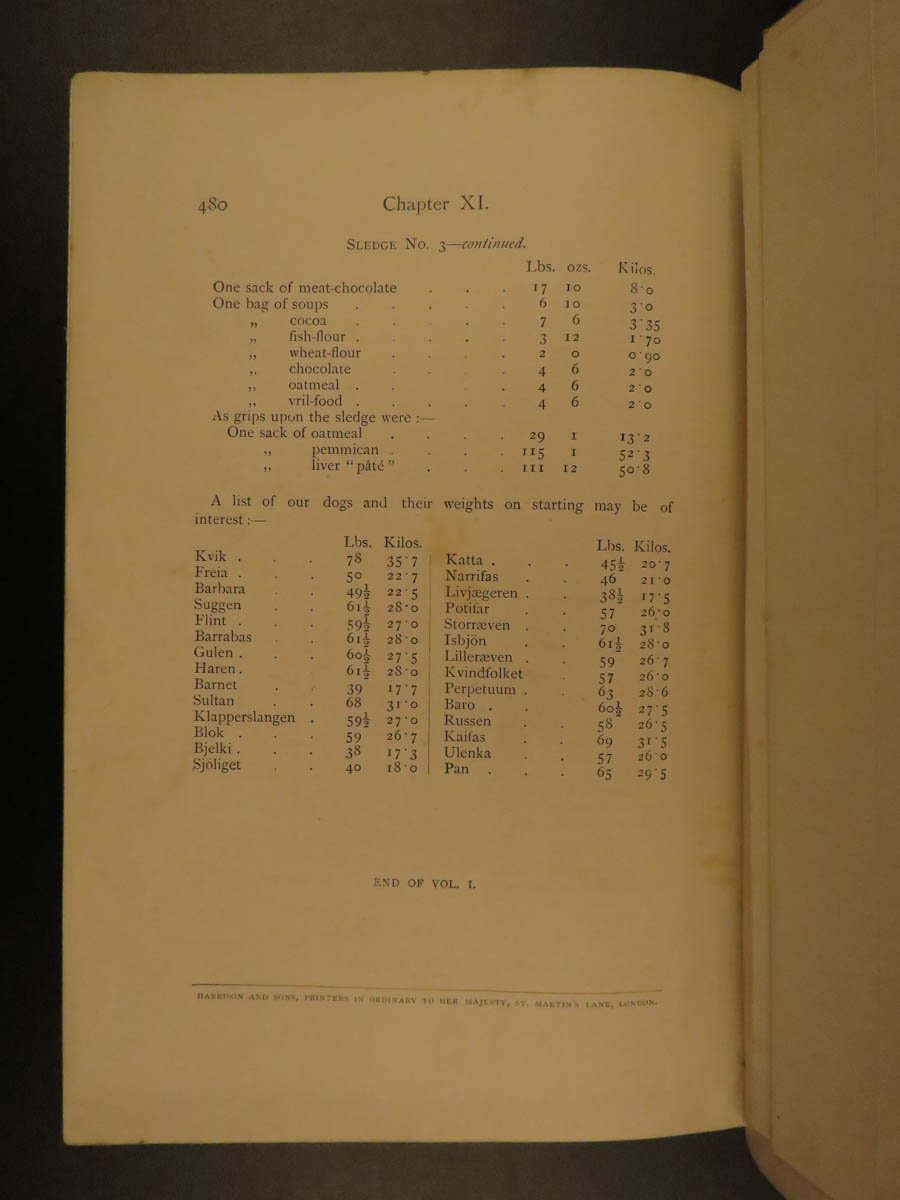 480 Chapter XI.
SLEDGE NO. 3—continued.
Lbs. ozs. Kilos.
One sack of meat-chocolate . . . 17 10 8·0
One bag of soups . . . . . 6 10 3·0
„ cocoa . . . . . 7 6 3·35
„ fish-flour . . . . . 3 12 1·70
„ wheat-flour . . . . 2 0 0·90
„ chocolate . . . . 4 6 2·0
„ oatmeal . . . 4 6 2·0
„ vril-food . . . . . 4 6 2·0
As grips upon the sledge were :—
One sack of oatmeal . . . . 29 1 13·2
„ pemmican . . . . 115 1 52·3
„ liver "pâté" . . . 111 12 50·8
A list of our dogs and their weights on starting may be of
interest :—
Lbs. Kilos.
Kvik . . . 78 35·7
Freia . . . 50 22·7
Barbara . . 49½ 22·5
Suggen . . 61½ 28·0
Flint . . . 59½ 27·0
Barrabas . . 61½ 28·0
Gulen . . . 60½ 27·5
Haren . . . 61½ 28·0
Barnet . . 39 17·7
Sultan . . 68 31·0
Klapperslangen . 59½ 27·0
Blok . . . 59 26·7
Bjelki . . . 38 17·3
Sjöliget . . 40 18·0
Lbs. Kilos.
Katta . . . 45½ 20·7
Narrifas . . 46 21·0
Livjægeren . . 38½ 17·5
Potifar . . 57 26·0
Storræven . . 70 31·8
Isbjön . . 61½ 28·0
Lilleræven . . 59 26·7
Kvindfolket . 57 26·0
Perpetuum . . 63 28·6
Baro . . . 60½ 27·5
Russen . . 58 26·5
Kaifas . . 69 31·5
Ulenka . . 57 26·0
Pan . . . 65 29·5
END OF VOL. I.
HARRISON AND SONS, PRINTERS IN ORDINARY TO HER MAJESTY, ST. MARTIN'S LANE, LONDON.